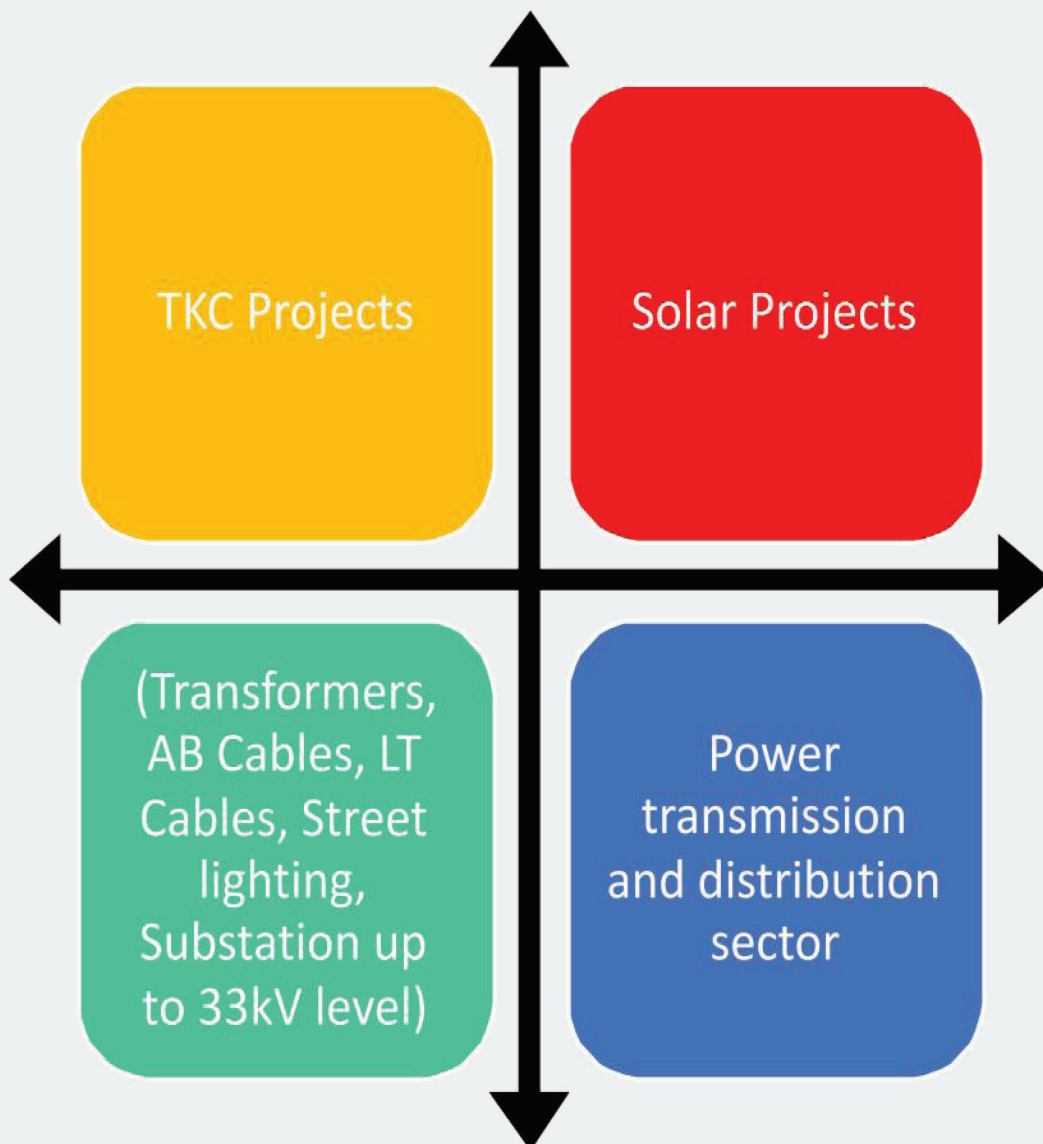 TKC Projects
Solar Projects
(Transformers,
AB Cables, LT
Cables, Street
lighting,
Substation up
to 33kV level)
Power
transmission
and distribution
sector